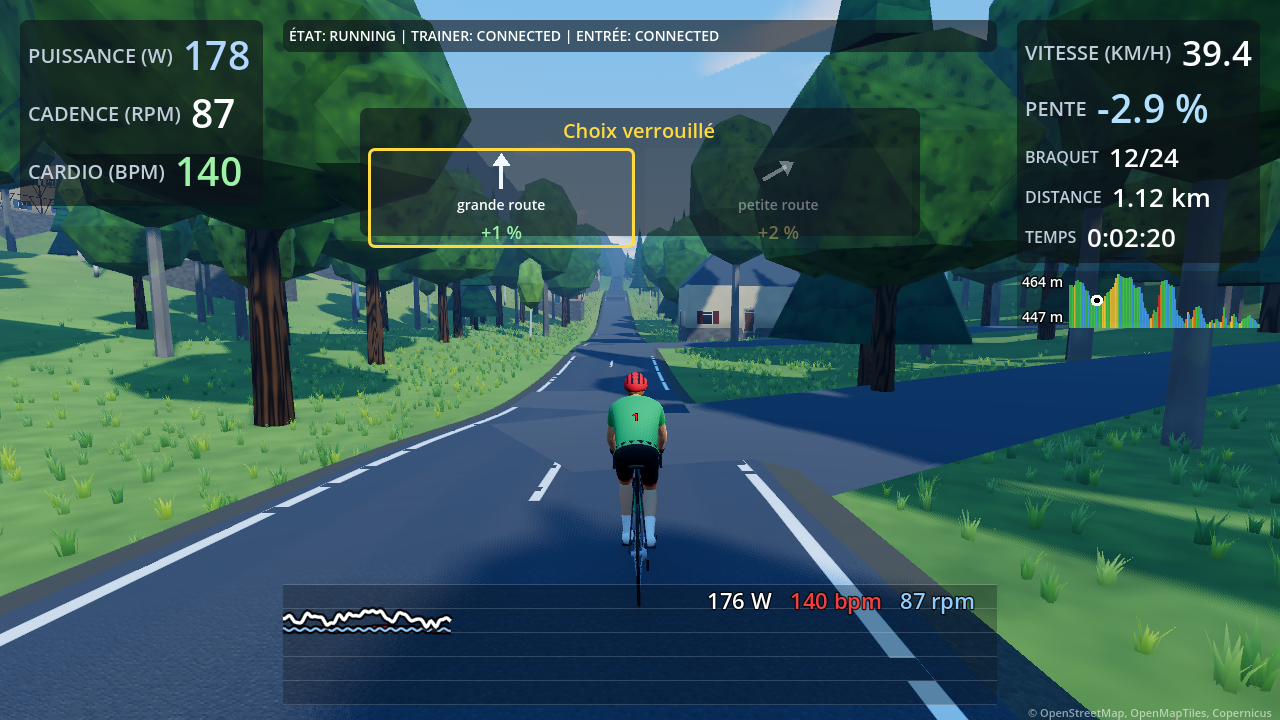 PUISSANCE (W) 178
CADENCE (RPM) 87
CARDIO (BPM) 140
ÉTAT: RUNNING | TRAINER: CONNECTED | ENTRÉE: CONNECTED
Choix verrouillé
grande route
+1 %
petite route
+2 %
VITESSE (KM/H) 39.4
PENTE -2.9 %
BRAQUET 12/24
DISTANCE 1.12 km
TEMPS 0:02:20
464 m
447 m
1
176 W 140 bpm 87 rpm
© OpenStreetMap, OpenMapTiles, Copernicus